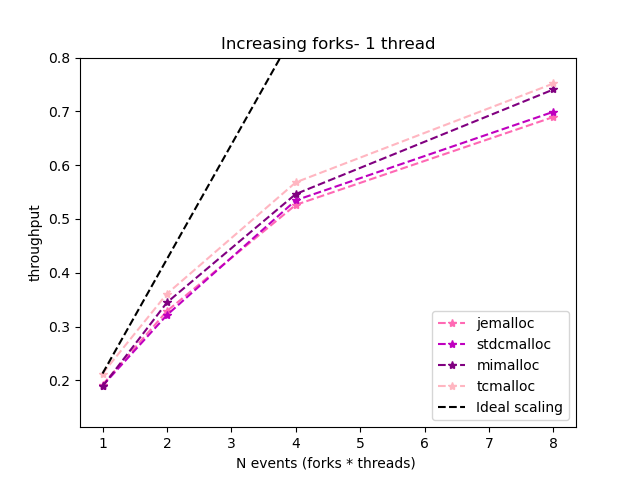 Increasing forks- 1 thread
0.8
0.7
0.6
0.5
0.4
0.3
0.2
throughput
1 2 3 4 5 6 7 8
N events (forks * threads)
jemalloc
stdcmalloc
mimalloc
tcmalloc
Ideal scaling